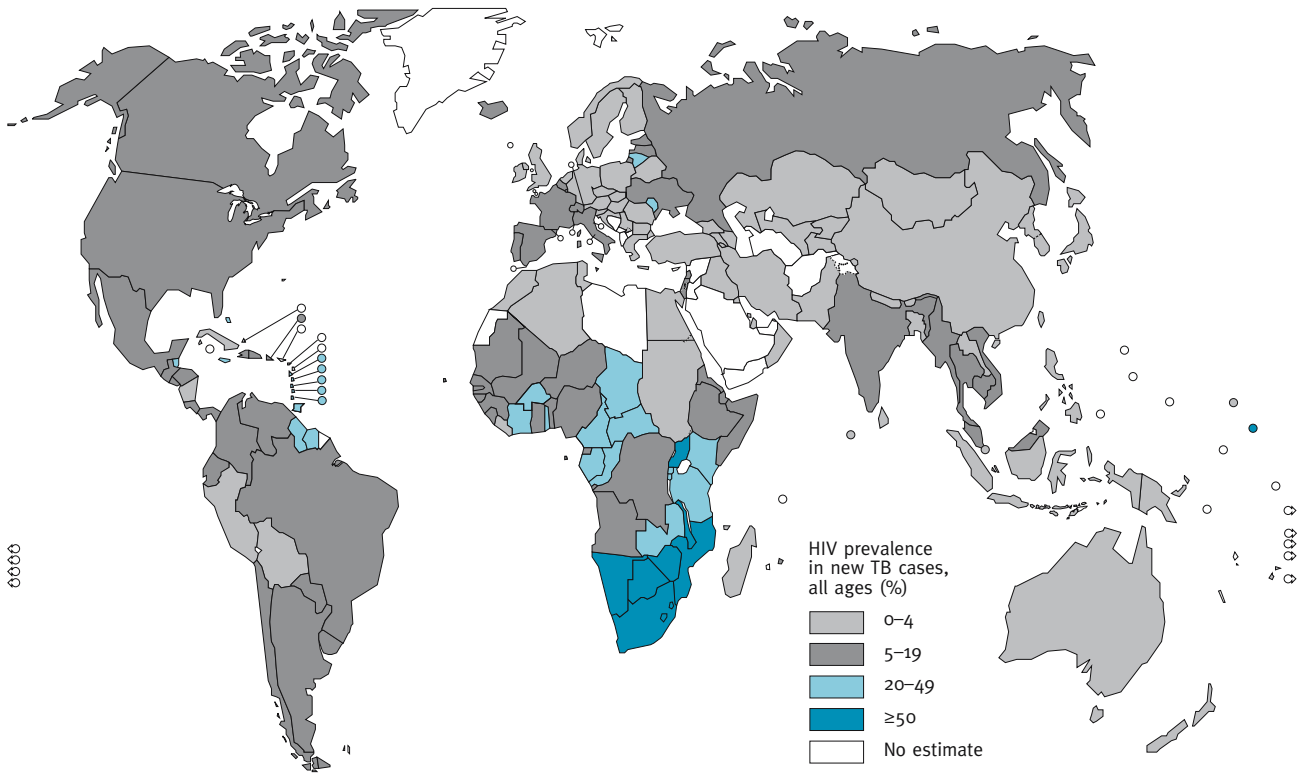 HIV prevalence
in new TB cases,
all ages (%)
0–4
5–19
20–49
≥50
No estimate